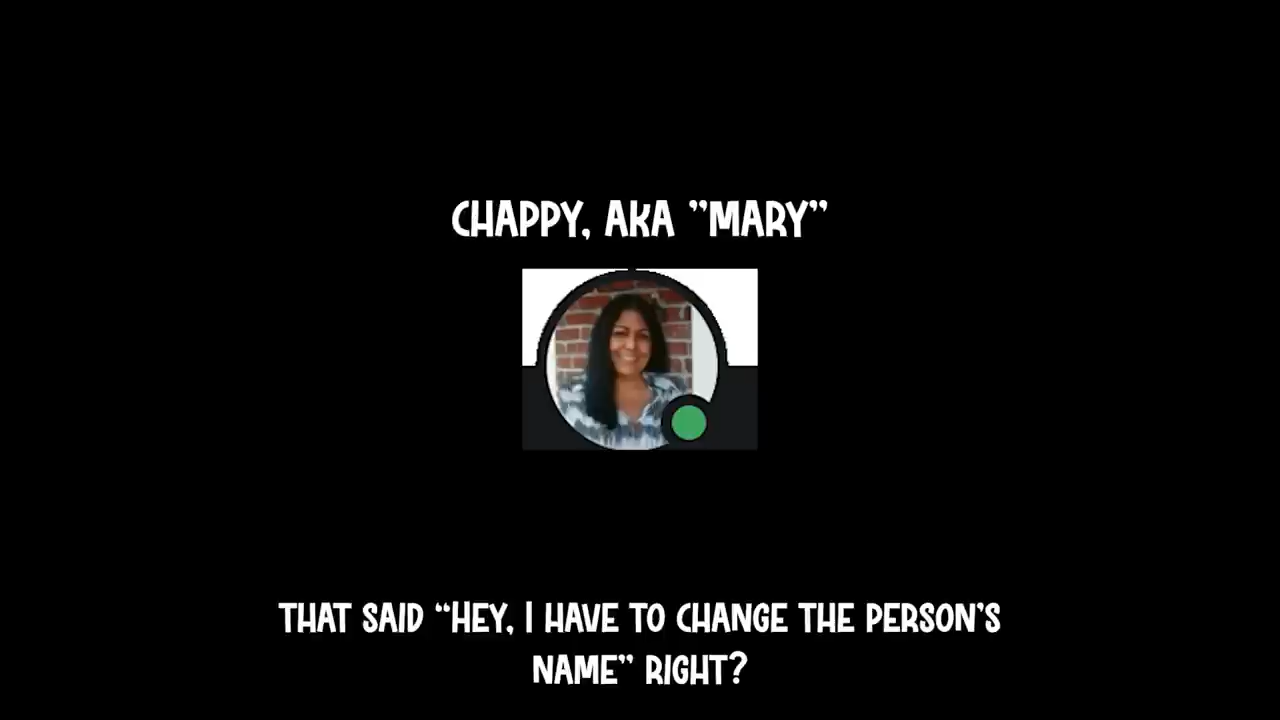 CHAPPY, AKA "MARY"
THAT SAID “HEY, I HAVE TO CHANGE THE PERSON’S
NAME” RIGHT?